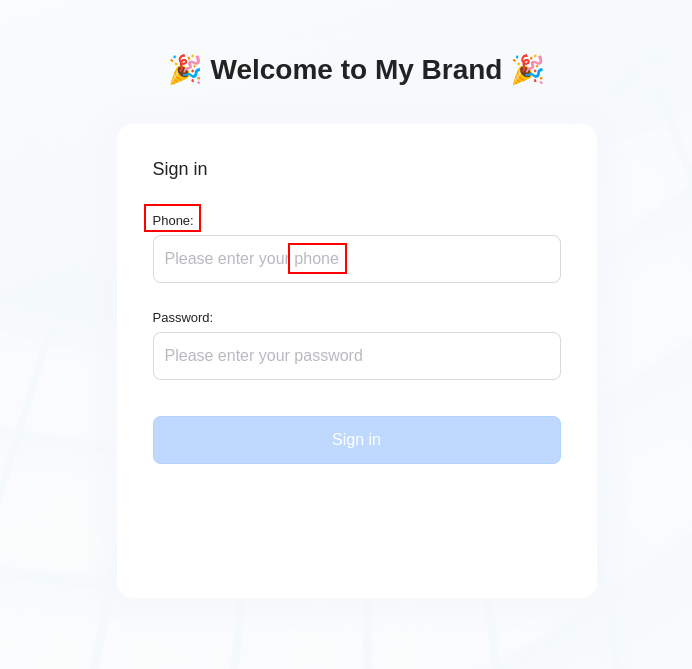 🎉 Welcome to My Brand 🎉
Sign in
Phone:
Please enter your phone
Password:
Please enter your password
Sign in